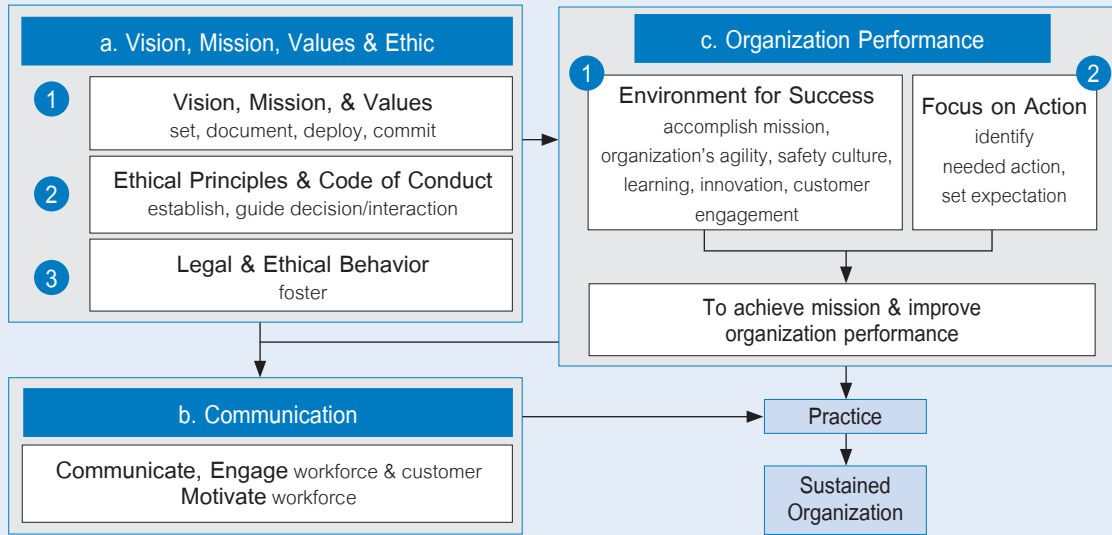 a. Vision, Mission, Values & Ethic
1
Vision, Mission, & Values
set, document, deploy, commit
2
Ethical Principles & Code of Conduct
establish, guide decision/interaction
3
Legal & Ethical Behavior
foster
c. Organization Performance
1
Environment for Success
accomplish mission,
organization's agility, safety culture,
learning, innovation, customer
engagement
2
Focus on Action
identify
needed action,
set expectation
To achieve mission & improve
organization performance
b. Communication
Communicate, Engage workforce & customer
Motivate workforce
Practice
Sustained
Organization